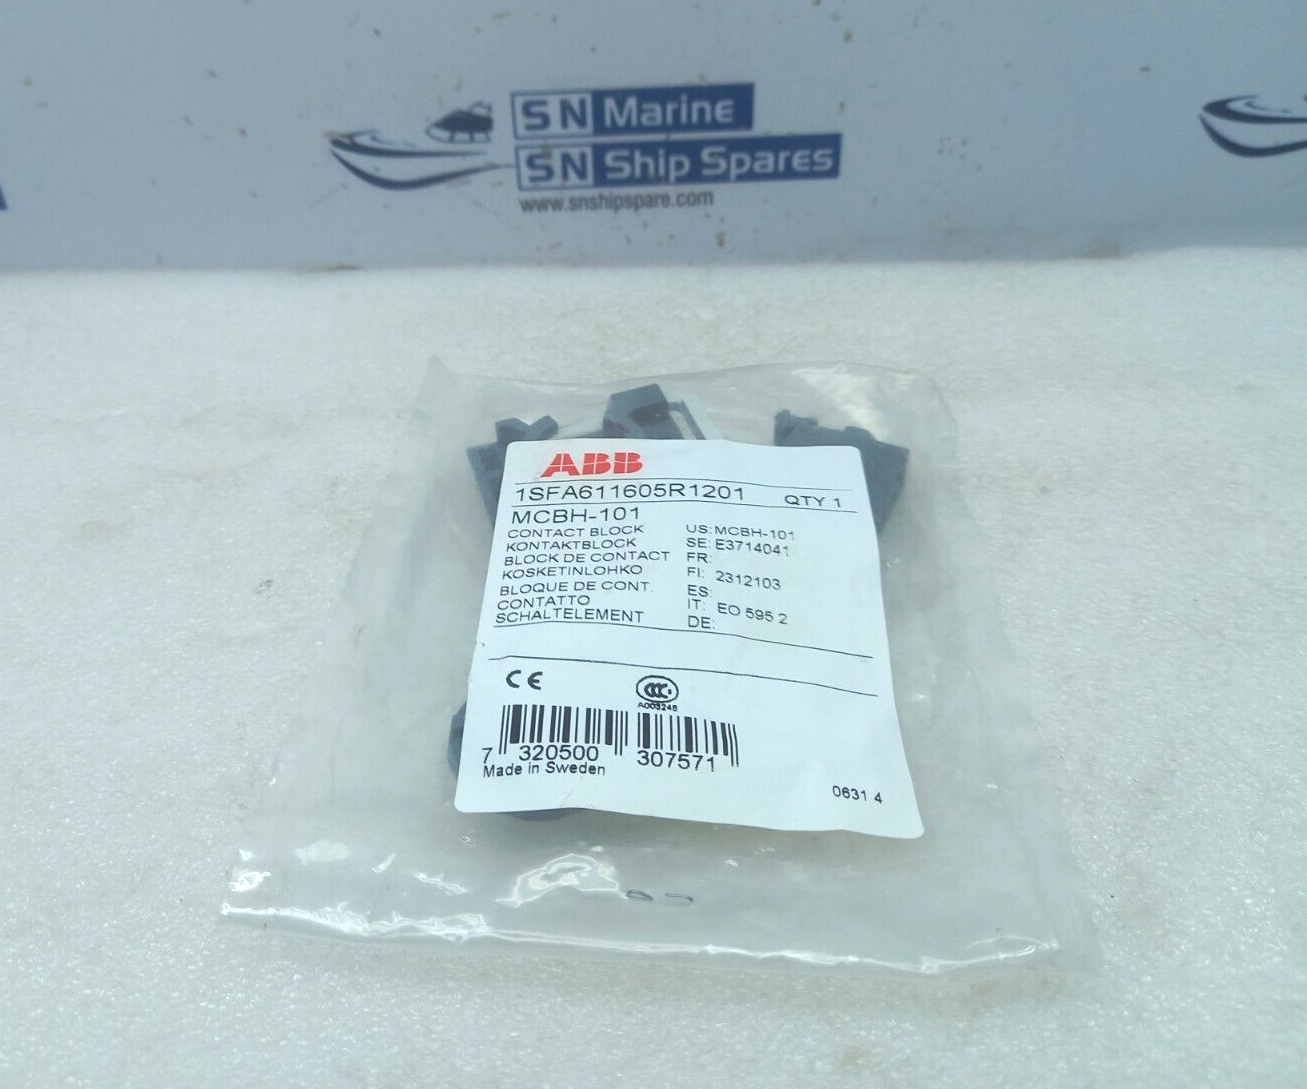 SN Marine
SN Ship Spares
www.snshipspare.com
ABB
1SFA611605R1201 QTY 1
MCBH-101
CONTACT BLOCK US: MCBH-101
KONTAKTBLOCK SE: E3714041
BLOCK DE CONTACT FR:
KOSKETINLOHKO FI: 2312103
BLOQUE DE CONT. ES:
CONTATTO IT: EO 595 2
SCHALTELEMENT DE:
CE CCC
A003248
7 320500 307571
Made in Sweden
0631 4